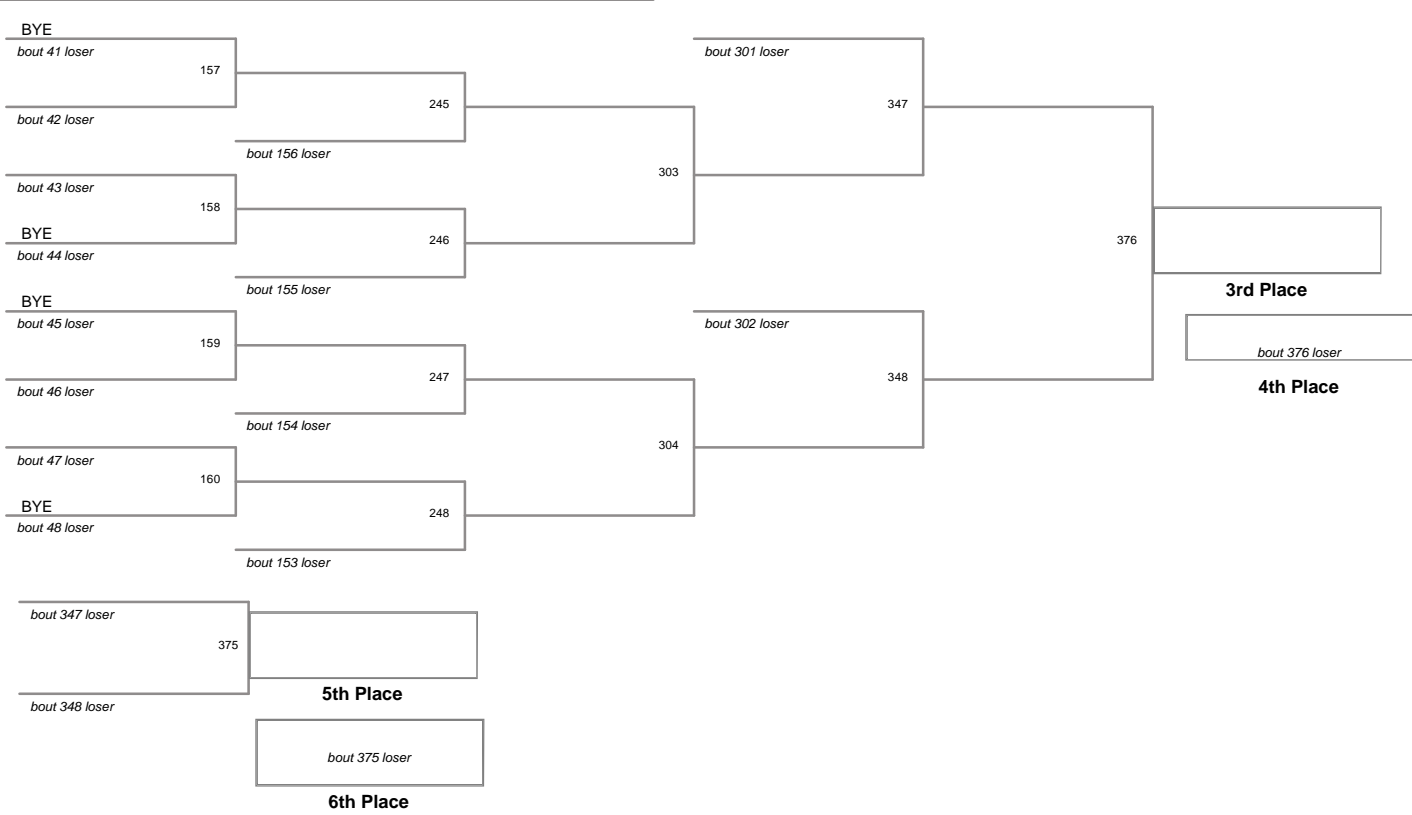 BYE
bout 41 loser
bout 301 loser
157
245
347
bout 42 loser
bout 156 loser
303
bout 43 loser
158
BYE
246
376
bout 44 loser
bout 155 loser
3rd Place
BYE
bout 45 loser
bout 302 loser
159
bout 376 loser
247
348
4th Place
bout 46 loser
bout 154 loser
304
bout 47 loser
160
BYE
248
bout 48 loser
bout 153 loser
bout 347 loser
375
5th Place
bout 348 loser
bout 375 loser
6th Place